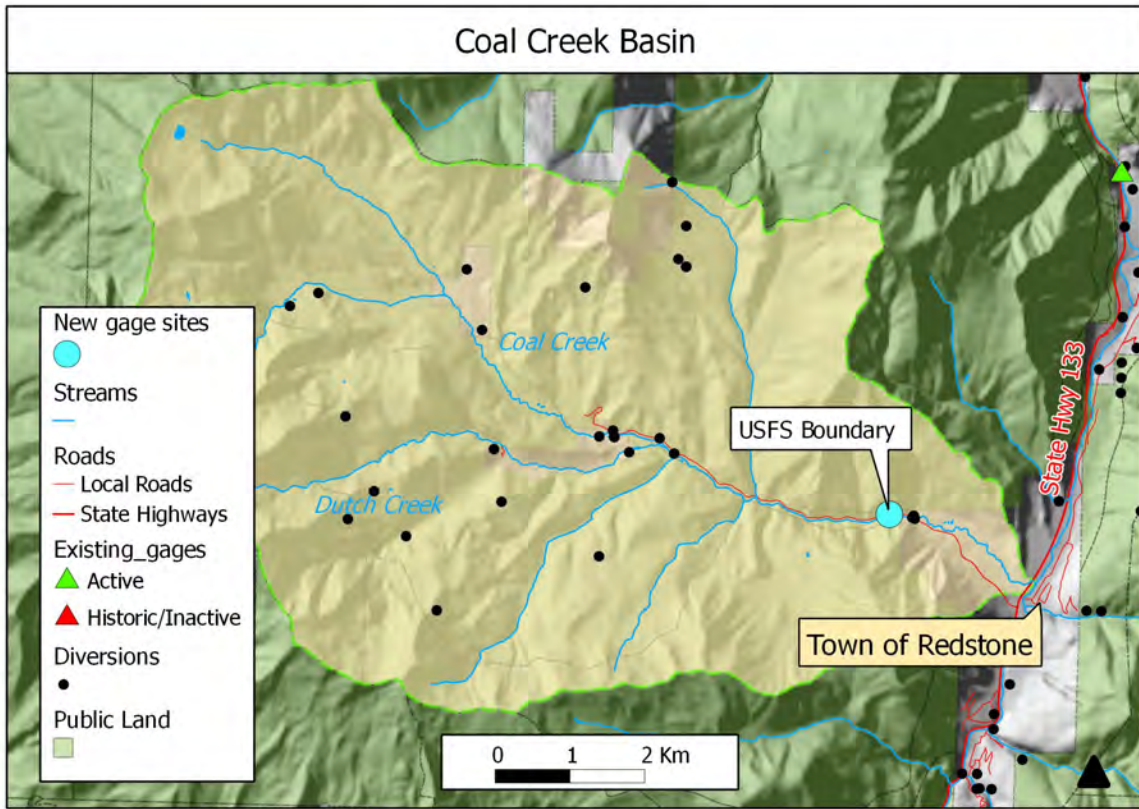 Coal Creek Basin
State Hwy 133
Coal Creek
USFS Boundary
Dutch Creek
Town of Redstone
New gage sites
Streams
Roads
Local Roads
State Highways
Existing_gages
Active
Historic/Inactive
Diversions
Public Land
0 1 2 Km